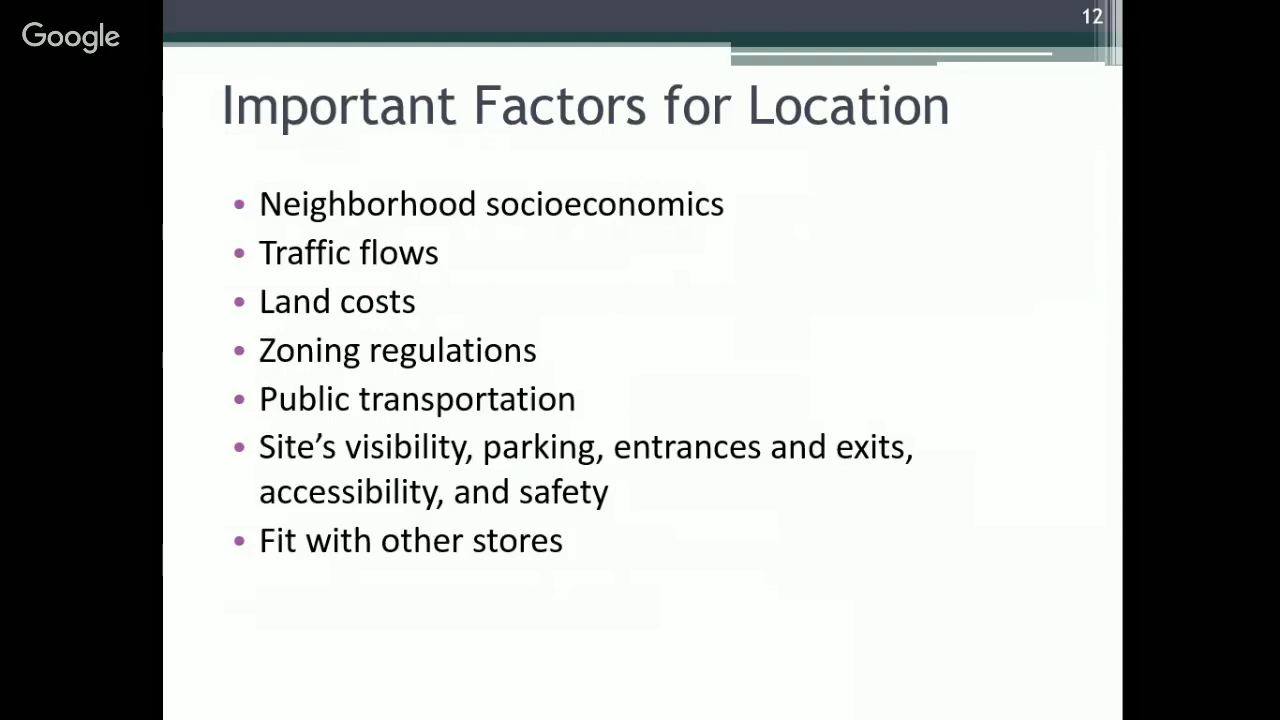 Google
12
Important Factors for Location
• Neighborhood socioeconomics
• Traffic flows
• Land costs
• Zoning regulations
• Public transportation
• Site’s visibility, parking, entrances and exits,
accessibility, and safety
• Fit with other stores